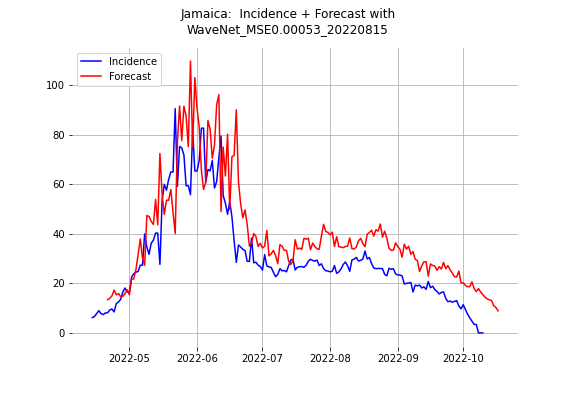 Jamaica:  Incidence + Forecast with
WaveNet_MSE0.00053_20220815
Incidence
Forecast
100
80
60
40
20
0
2022-05 2022-06 2022-07 2022-08 2022-09 2022-10